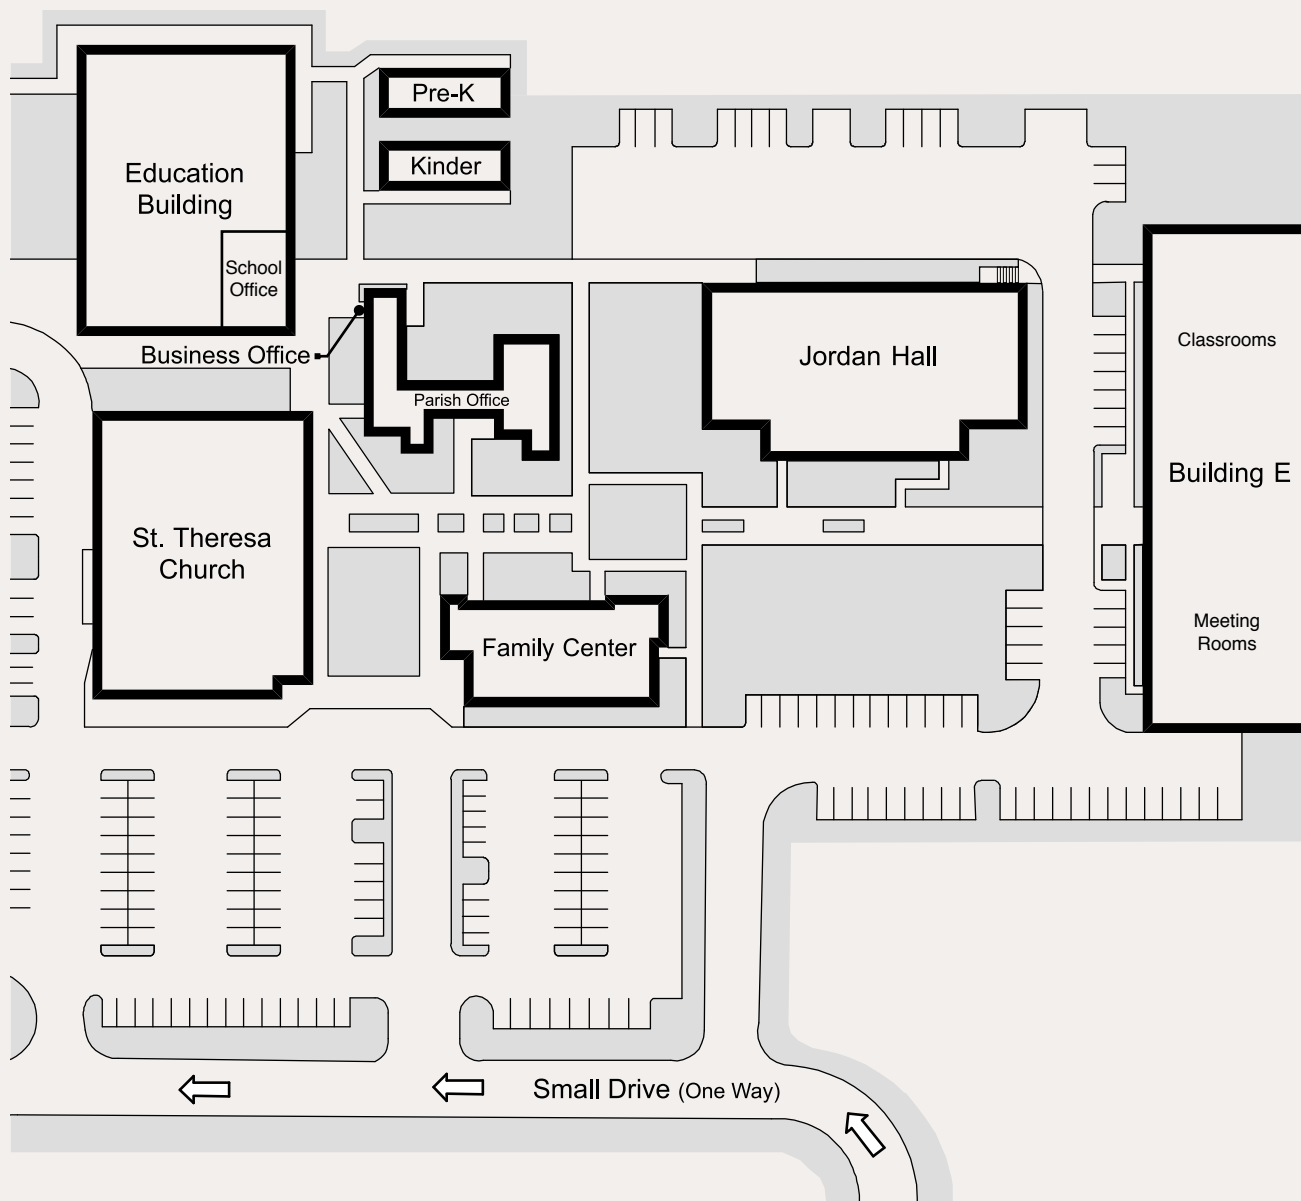 Pre-K
Kinder
Education
Building
School
Office
Business Office
Parish Office
Jordan Hall
Classrooms
Building E
Meeting
Rooms
St. Theresa
Church
Family Center
Small Drive (One Way)